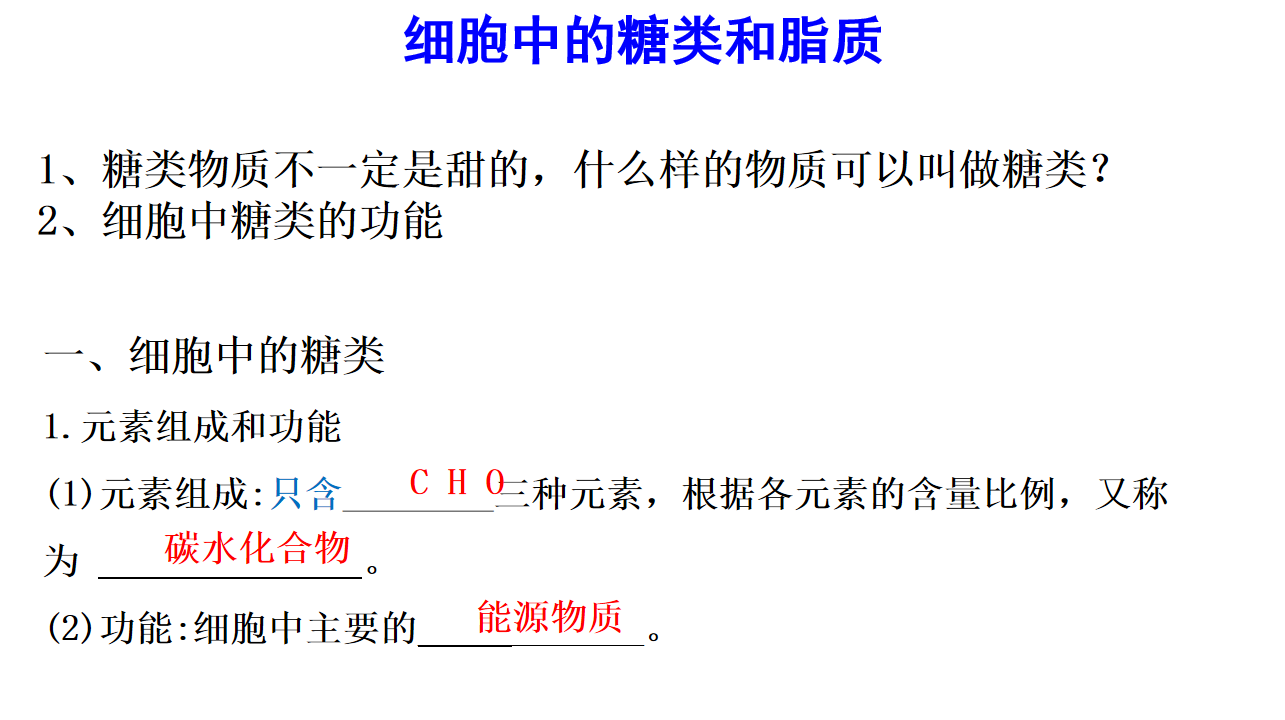 细胞中的糖类和脂质
1、糖类物质不一定是甜的，什么样的物质可以叫做糖类？
2、细胞中糖类的功能
一、细胞中的糖类
1.元素组成和功能
(1)元素组成:只含C H O三种元素，根据各元素的含量比例，又称
为 碳水化合物。
(2)功能:细胞中主要的能源物质。